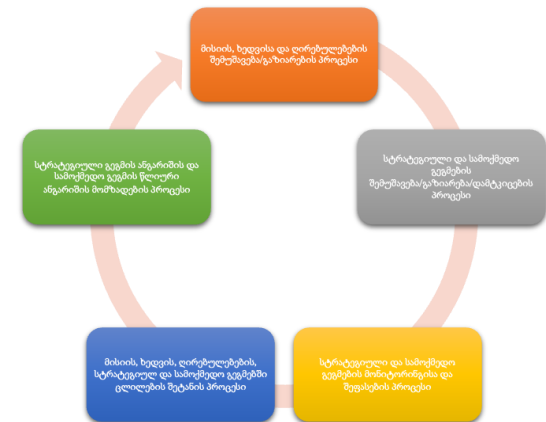 მისიის, ხედვისა და ღირებულებების
შემუშავება/გაზიარების პროცესი
სტრატეგიული და სამოქმედო
გეგმების
შემუშავება/გაზიარება/დამტკიცების
პროცესი
სტრატეგიული და სამოქმედო
გეგმების მონიტორინგისა და
შეფასების პროცესი
მისიის, ხედვის, ღირებულებების,
სტრატეგიულ და სამოქმედო გეგმებში
ცლილების შეტანის პროცესი
სტრატეგიული გეგმის ანგარიშის და
სამოქმედო გეგმის წლიური
ანგარიშის მომზადების პროცესი